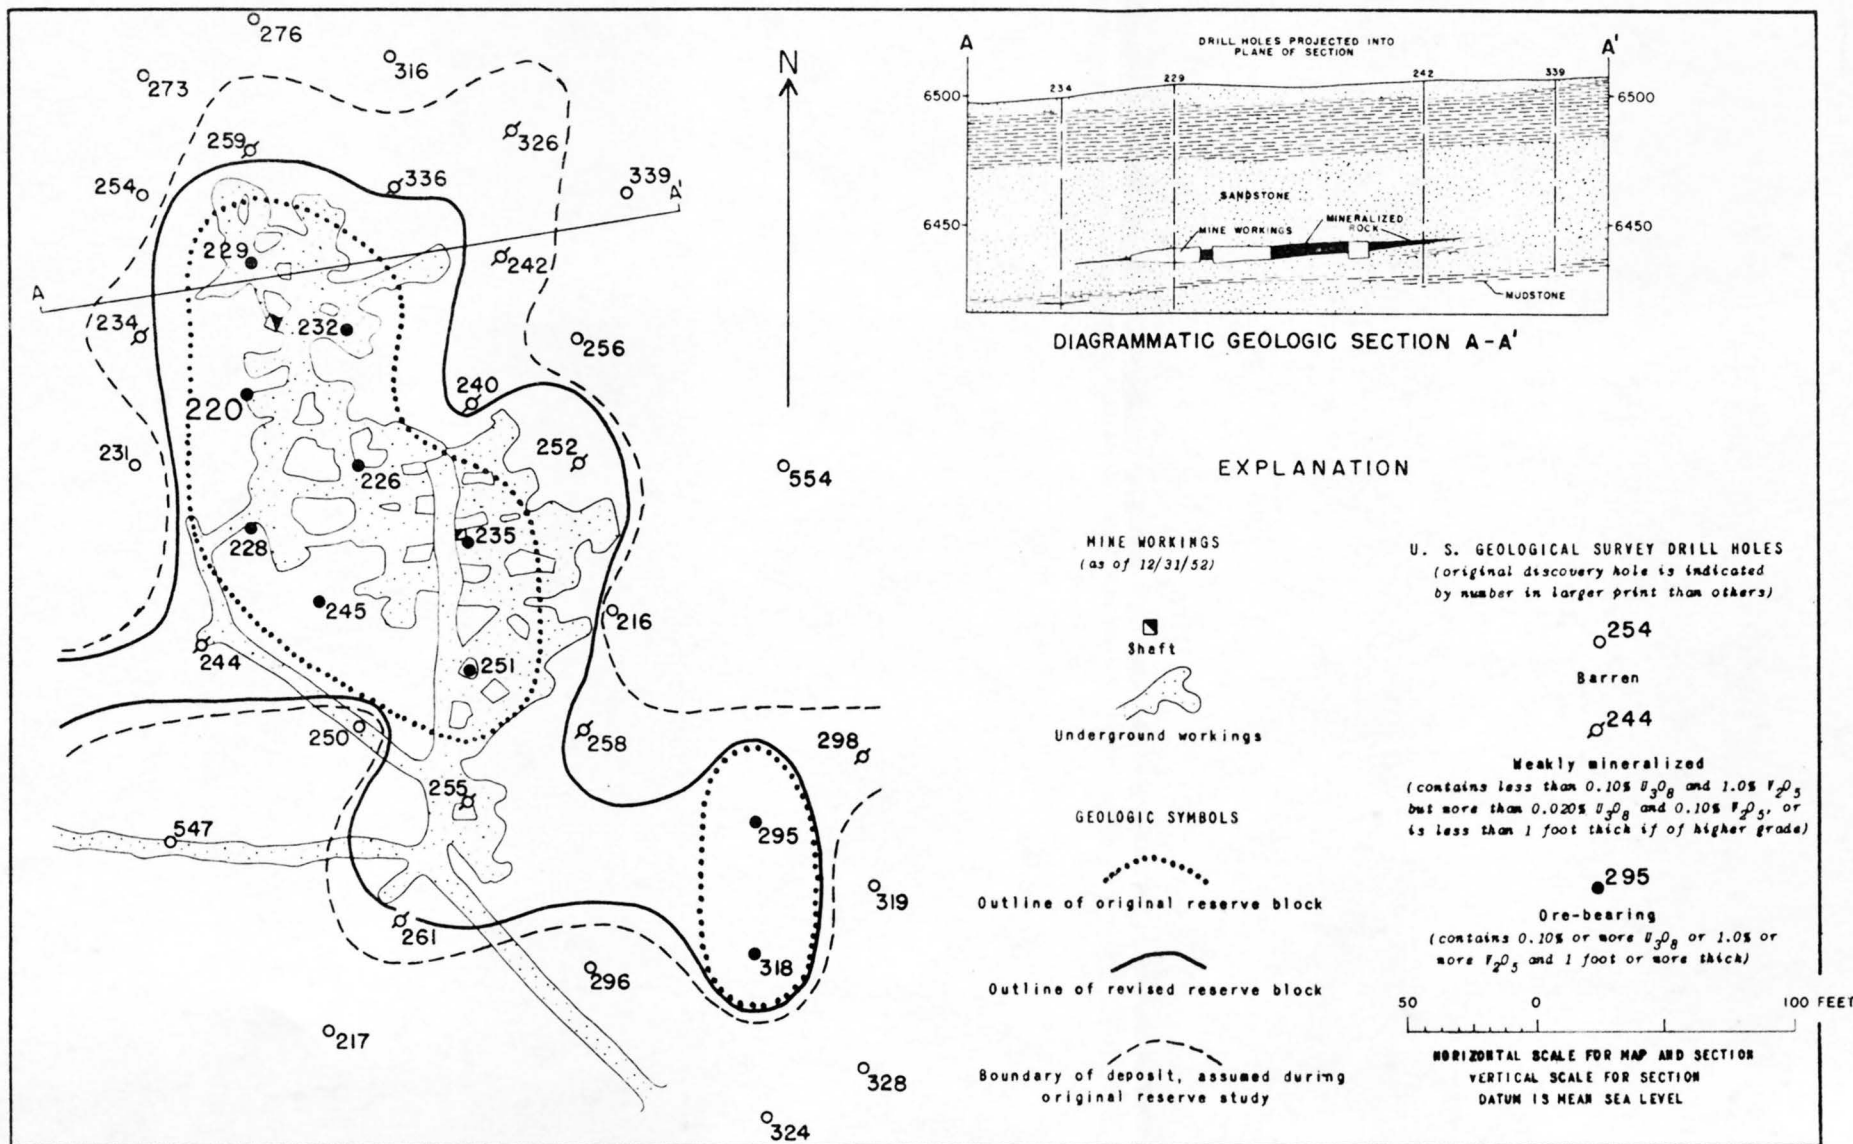 276
316
273
N
326
259
336
339
254
A'
229
242
A
234
232
256
240
220
231
252
226
554
235
228
245
216
244
251
250
258
298
255
547
295
319
261
318
296
217
328
324
A
DRILL HOLES PROJECTED INTO
PLANE OF SECTION
A'
234
229
242
339
6500
6500
SANDSTONE
MINERALIZED
ROCK
MINE WORKINGS
6450
6450
MUDSTONE
DIAGRAMMATIC GEOLOGIC SECTION A-A'
EXPLANATION
MINE WORKINGS
(as of 12/31/52)
Shaft
Underground workings
GEOLOGIC SYMBOLS
Outline of original reserve block
Outline of revised reserve block
Boundary of deposit, assumed during
original reserve study
U. S. GEOLOGICAL SURVEY DRILL HOLES
(original discovery hole is indicated
by number in larger print than others)
254
Barren
244
Weakly mineralized
(contains less than 0.10% U3O8 and 1.0% V2O5
but more than 0.020% U3O8 and 0.10% V2O5, or
is less than 1 foot thick if of higher grade)
295
Ore-bearing
(contains 0.10% or more U3O8 or 1.0% or
more V2O5 and 1 foot or more thick)
50 0 100 FEET
HORIZONTAL SCALE FOR MAP AND SECTION
VERTICAL SCALE FOR SECTION
DATUM IS MEAN SEA LEVEL